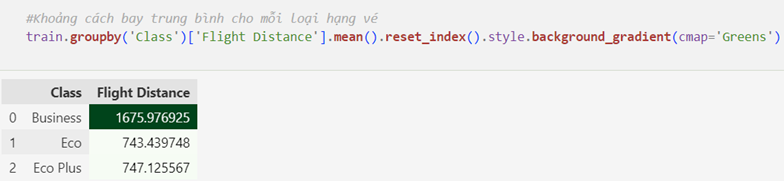 #Khoảng cách bay trung bình cho mỗi loại hạng vé
train.groupby('Class')['Flight Distance'].mean().reset_index().style.background_gradient(cmap='Greens')
Class Flight Distance
0 Business 1675.976925
1 Eco 743.439748
2 Eco Plus 747.125567